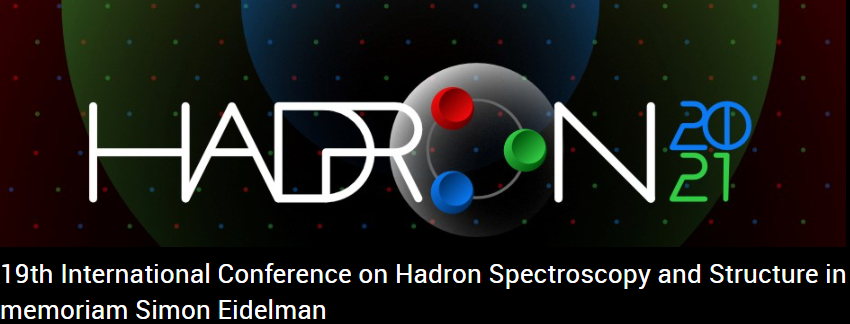 HADRON 20
21
19th International Conference on Hadron Spectroscopy and Structure in
memoriam Simon Eidelman